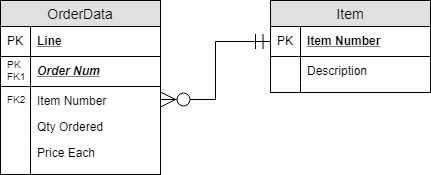 OrderData
PK Line
PK
FK1 Order Num
FK2 Item Number
Qty Ordered
Price Each
Item
PK Item Number
Description